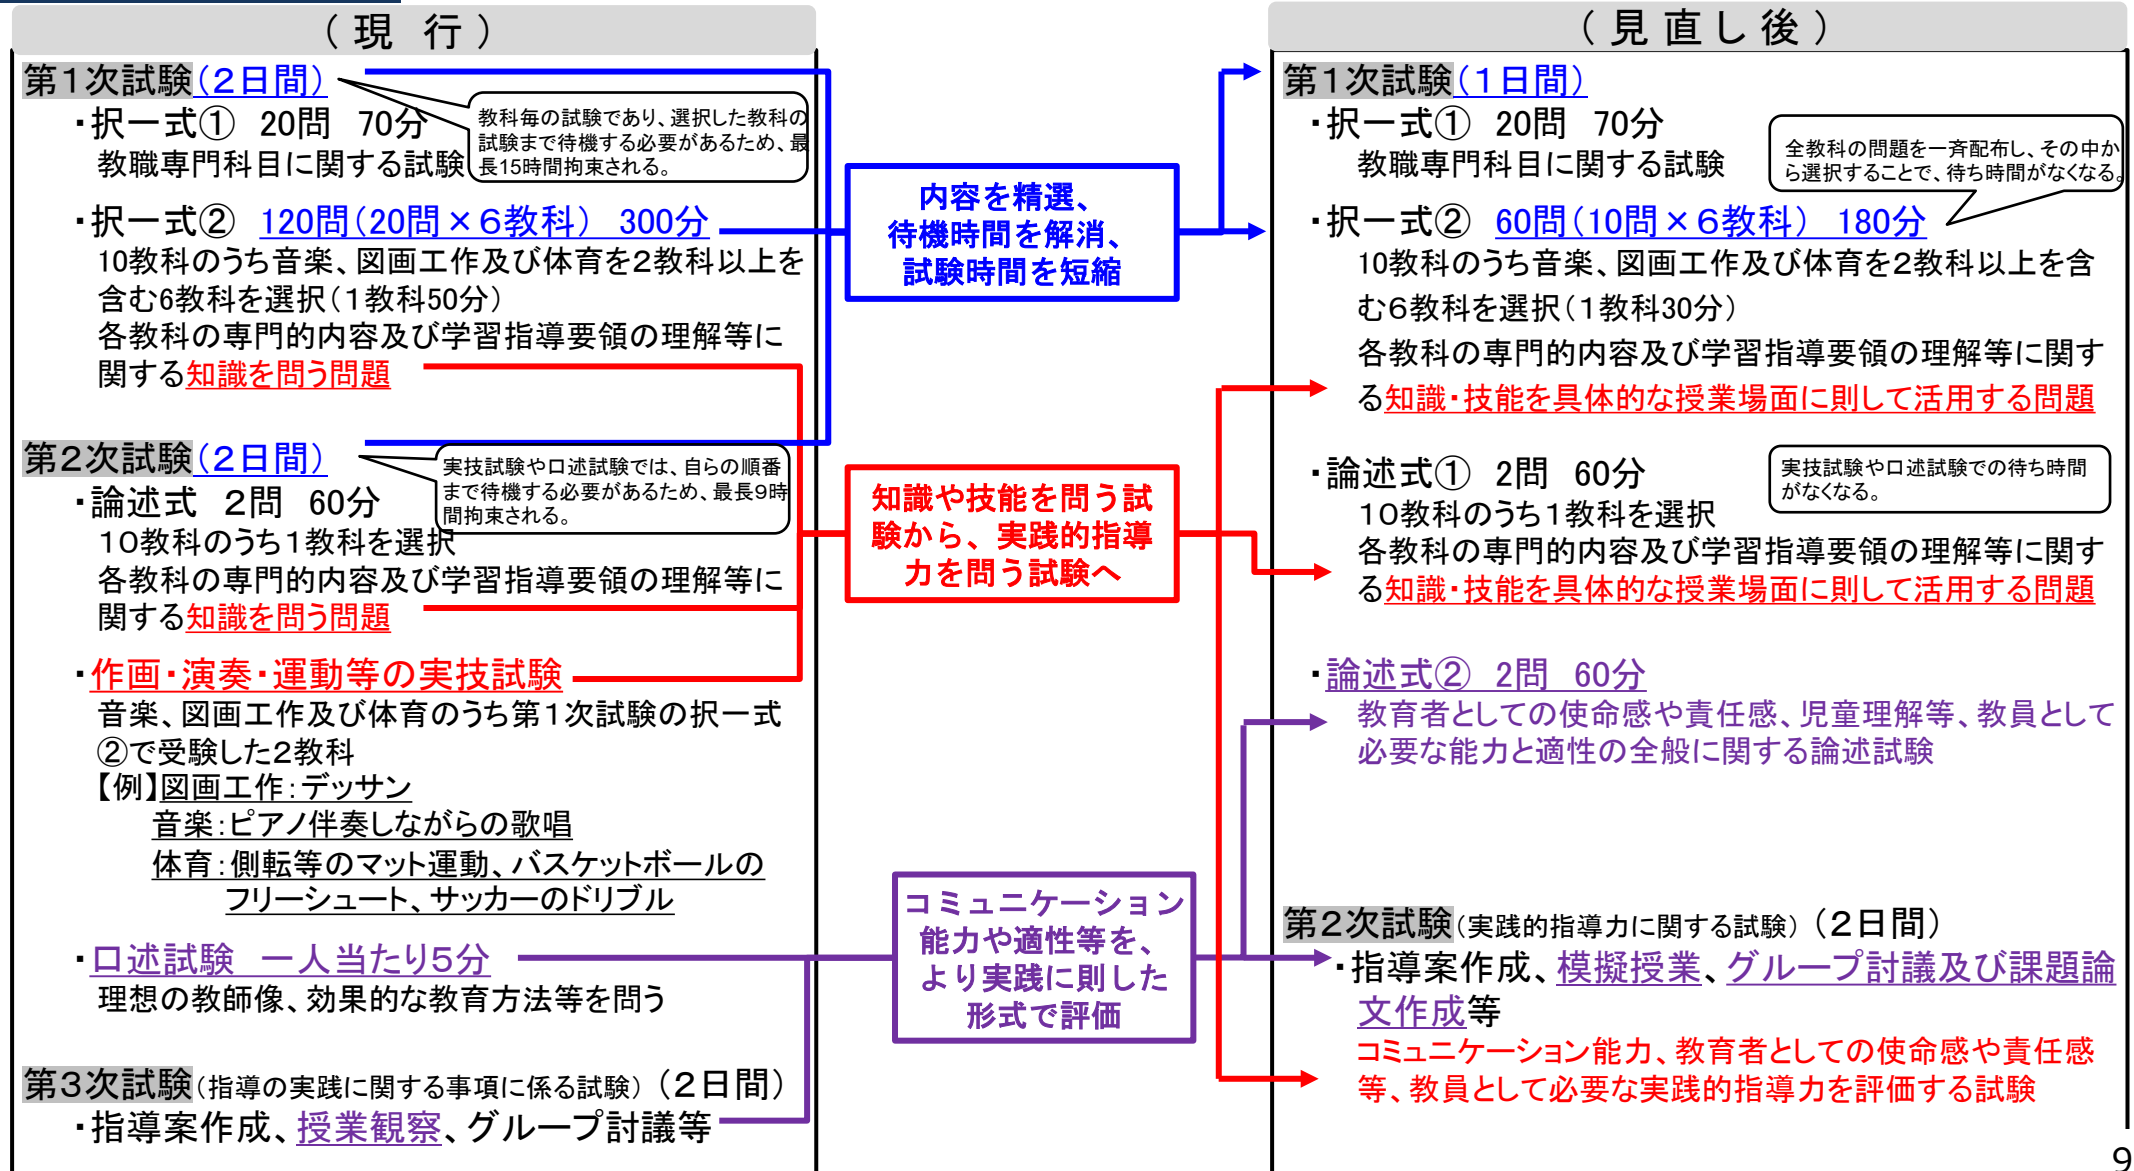 （現 行）
第１次試験（２日間）
教科毎の試験であり、選択した教科の
試験まで待機する必要があるため、最
長15時間拘束される。
・択一式① 20問 70分
教職専門科目に関する試験
・択一式② 120問（20問×６教科） 300分
10教科のうち音楽、図画工作及び体育を２教科以上を
含む6教科を選択（１教科50分）
各教科の専門的内容及び学習指導要領の理解等に
関する知識を問う問題
第２次試験（２日間）
実技試験や口述試験では、自らの順番
まで待機する必要があるため、最長９時
間拘束される。
・論述式 ２問 60分
１０教科のうち１教科を選択
各教科の専門的内容及び学習指導要領の理解等に
関する知識を問う問題
・作画・演奏・運動等の実技試験
音楽、図画工作及び体育のうち第１次試験の択一式
②で受験した２教科
【例】図画工作：デッサン
音楽：ピアノ伴奏しながらの歌唱
体育：側転等のマット運動、バスケットボールの
フリーシュート、サッカーのドリブル
・口述試験 一人当たり５分
理想の教師像、効果的な教育方法等を問う
第３次試験（指導の実践に関する事項に係る試験）（２日間）
・指導案作成、授業観察、グループ討議等
内容を精選、
待機時間を解消、
試験時間を短縮
知識や技能を問う試
験から、実践的指導
力を問う試験へ
コミュニケーション
能力や適性等を、
より実践に則した
形式で評価
（見直し後）
第１次試験（１日間）
・択一式① 20問 70分
教職専門科目に関する試験
全教科の問題を一斉配布し、その中か
ら選択することで、待ち時間がなくなる。
・択一式② 60問（10問×６教科） 180分
10教科のうち音楽、図画工作及び体育を２教科以上を含
む６教科を選択（１教科30分）
各教科の専門的内容及び学習指導要領の理解等に関す
る知識・技能を具体的な授業場面に則して活用する問題
・論述式① 2問 60分
実技試験や口述試験での待ち時間
がなくなる。
１０教科のうち１教科を選択
各教科の専門的内容及び学習指導要領の理解等に関す
る知識・技能を具体的な授業場面に則して活用する問題
・論述式② 2問 60分
教育者としての使命感や責任感、児童理解等、教員として
必要な能力と適性の全般に関する論述試験
第２次試験（実践的指導力に関する試験）（２日間）
・指導案作成、模擬授業、グループ討議及び課題論
文作成等
コミュニケーション能力、教育者としての使命感や責任感
等、教員として必要な実践的指導力を評価する試験
9